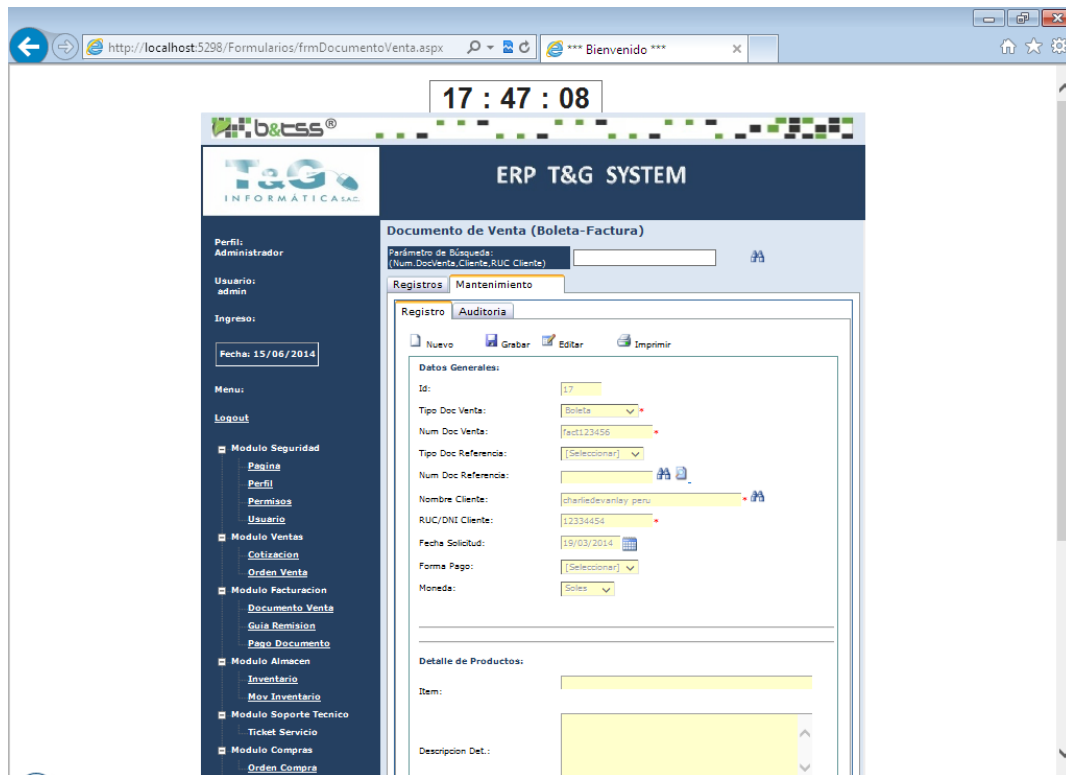 http://localhost:5298/Formularios/frmDocumentoVenta.aspx
*** Bienvenido ***
17 : 47 : 08
b&tss®
T&G
INFORMÁTICA S.A.C.
ERP T&G SYSTEM
Perfil:
Administrador
Usuario:
admin
Ingreso:
Fecha: 15/06/2014
Menu:
Logout
Modulo Seguridad
Pagina
Perfil
Permisos
Usuario
Modulo Ventas
Cotizacion
Orden Venta
Modulo Facturacion
Documento Venta
Guia Remision
Pago Documento
Modulo Almacen
Inventario
Mov Inventario
Modulo Soporte Tecnico
Ticket Servicio
Modulo Compras
Orden Compra
Documento de Venta (Boleta-Factura)
Parámetro de Búsqueda:
(Num.DocVenta,Cliente,RUC Cliente)
Registros Mantenimiento
Registro Auditoria
Nuevo Grabar Editar Imprimir
Datos Generales:
Id: 17
Tipo Doc Venta: Boleta *
Num Doc Venta: fact123456 *
Tipo Doc Referencia: [Seleccionar]
Num Doc Referencia:
Nombre Cliente: charliedevanlay peru *
RUC/DNI Cliente: 12334454 *
Fecha Solicitud: 19/03/2014
Forma Pago: [Seleccionar]
Moneda: Soles
Detalle de Productos:
Item:
Descripcion Det.: